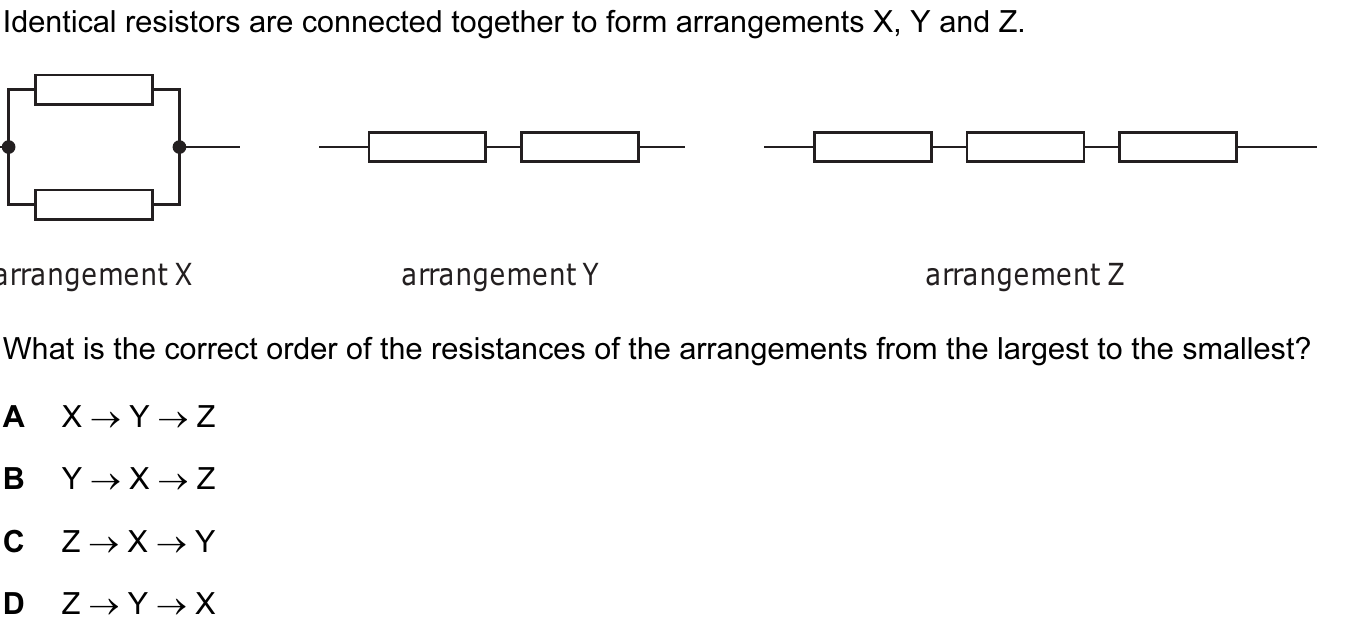 Identical resistors are connected together to form arrangements X, Y and Z.
arrangement X
arrangement Y
arrangement Z
What is the correct order of the resistances of the arrangements from the largest to the smallest?
A X → Y → Z
B Y → X → Z
C Z → X → Y
D Z → Y → X